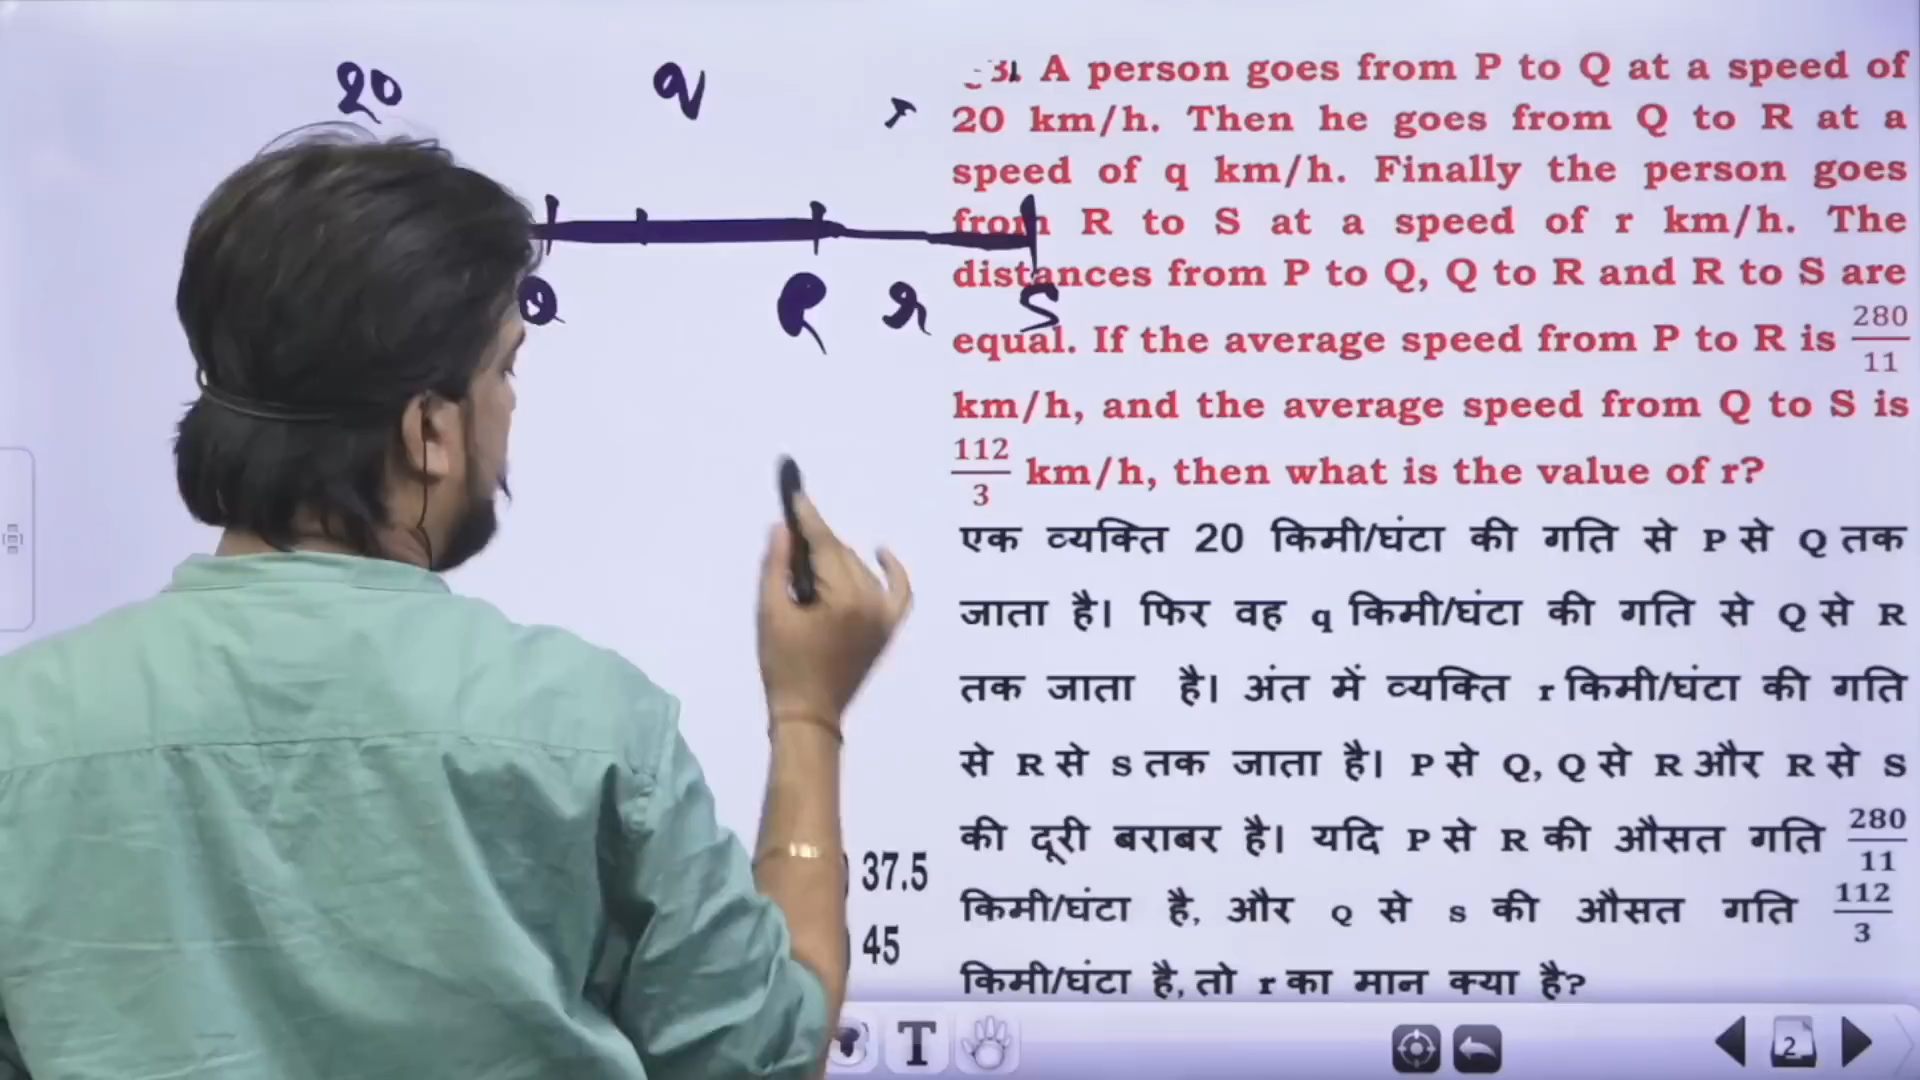 20 q r
Q R r S
3. A person goes from P to Q at a speed of
20 km/h. Then he goes from Q to R at a
speed of q km/h. Finally the person goes
from R to S at a speed of r km/h. The
distances from P to Q, Q to R and R to S are
equal. If the average speed from P to R is 280/11
km/h, and the average speed from Q to S is
112/3 km/h, then what is the value of r?
एक व्यक्ति 20 किमी/घंटा की गति से P से Q तक
जाता है। फिर वह q किमी/घंटा की गति से Q से R
तक जाता है। अंत में व्यक्ति r किमी/घंटा की गति
से R से S तक जाता है। P से Q, Q से R और R से S
की दूरी बराबर है। यदि P से R की औसत गति 280/11
किमी/घंटा है, और Q से S की औसत गति 112/3
किमी/घंटा है, तो r का मान क्या है?
) 37.5
) 45
T
2